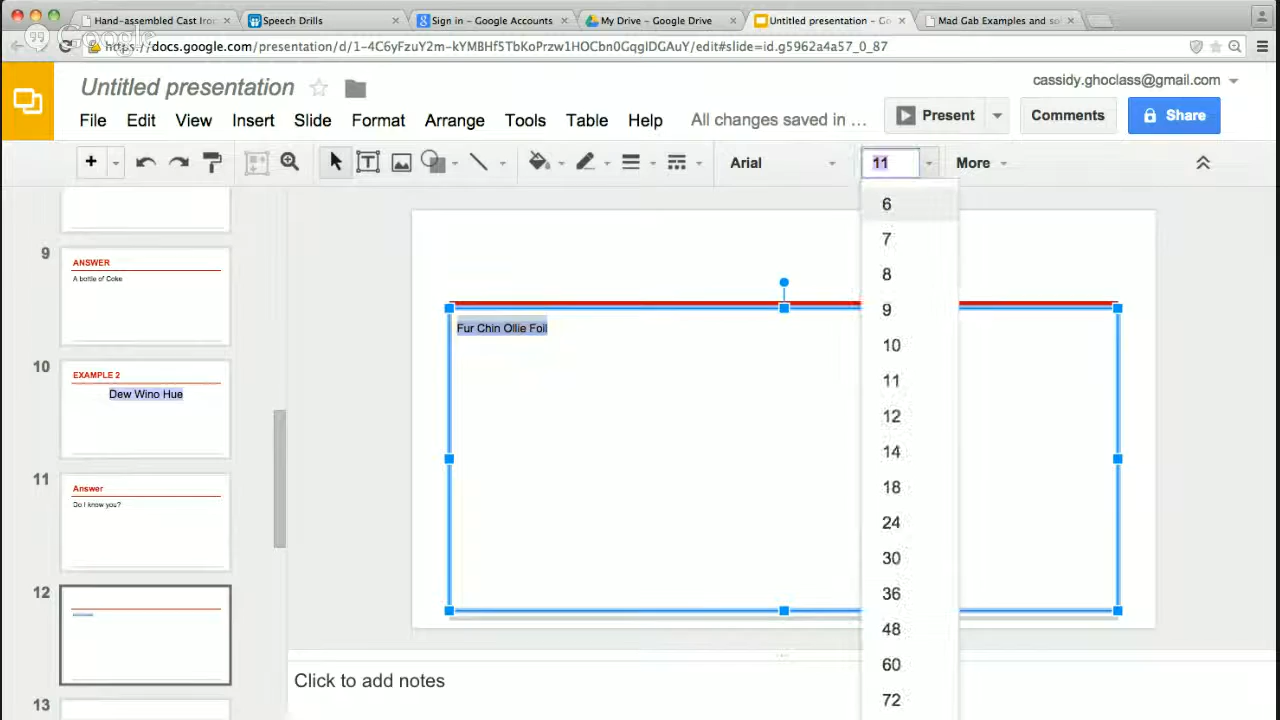 Hand-assembled Cast Iron
Speech Drills
Sign in - Google Accounts
My Drive - Google Drive
Untitled presentation - Go
Mad Gab Examples and so
https://docs.google.com/presentation/d/1-4C6yFzuY2m-kYMBHf5TbKoPrzw1HOCbn0GqglDGAuY/edit#slide=id.g5962a4a57_0_87
Google
Untitled presentation
cassidy.ghoclass@gmail.com
File Edit View Insert Slide Format Arrange Tools Table Help All changes saved in ...
Present
Comments
Share
Arial
11
More
6
7
8
9
10
11
12
14
18
24
30
36
48
60
72
9
ANSWER
A bottle of Coke
10
EXAMPLE 2
Dew Wino Hue
11
Answer
Do I know you?
12
13
Fur Chin Ollie Foil
Click to add notes